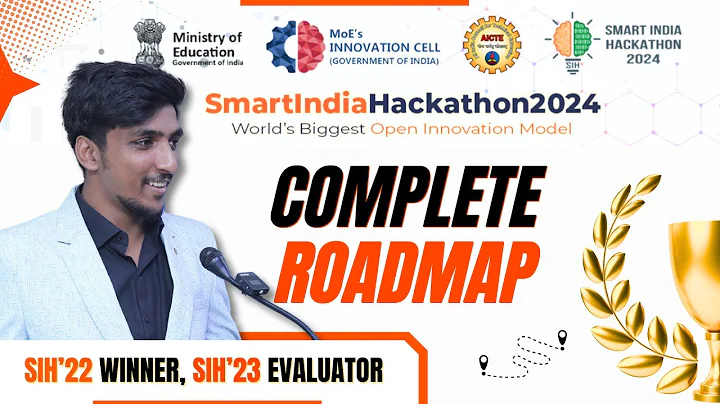 Ministry of
Education
Government of India
MoE's
INNOVATION CELL
(GOVERNMENT OF INDIA)
AICTE
SIH
SMART INDIA
HACKATHON
2024
SmartIndiaHackathon2024
World's Biggest Open Innovation Model
COMPLETE
ROADMAP
SIH'22 WINNER, SIH'23 EVALUATOR